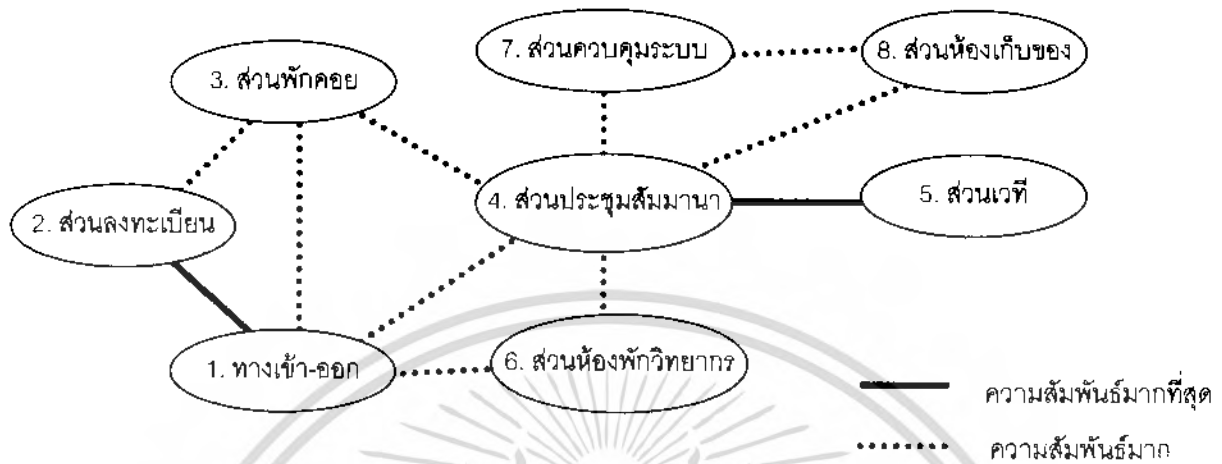 7. ส่วนควบคุมระบบ
8. ส่วนห้องเก็บของ
3. ส่วนพักคอย
4. ส่วนประชุมสัมมานา
5. ส่วนเวที
2. ส่วนลงทะเบียน
1. ทางเข้า-ออก
6. ส่วนห้องพักวิทยากร
ความสัมพันธ์มากที่สุด
ความสัมพันธ์มาก